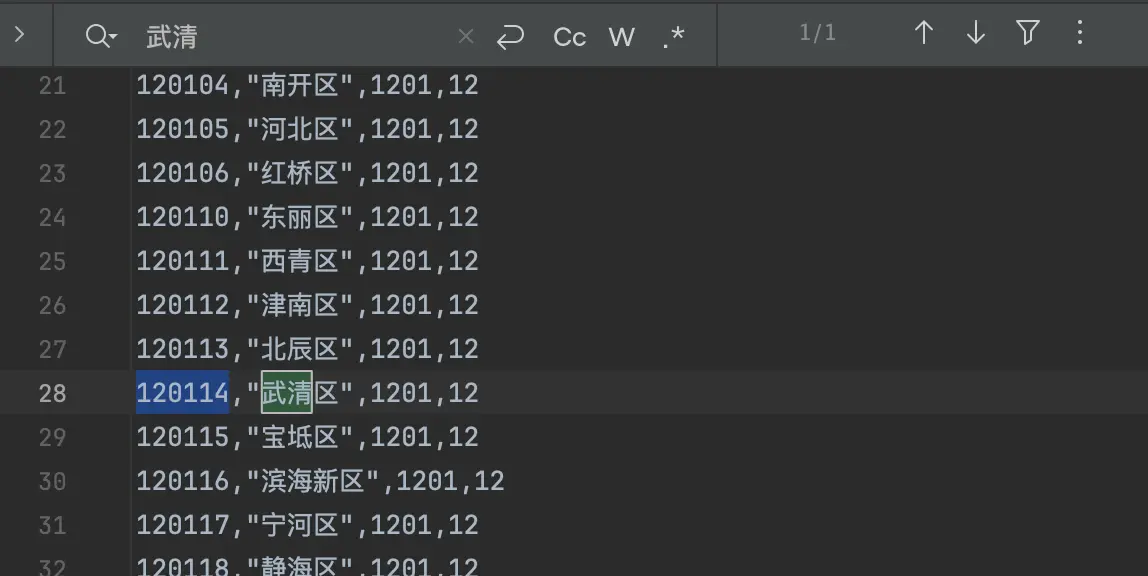 武清 Cc W .* 1/1
21 120104,"南开区",1201,12
22 120105,"河北区",1201,12
23 120106,"红桥区",1201,12
24 120110,"东丽区",1201,12
25 120111,"西青区",1201,12
26 120112,"津南区",1201,12
27 120113,"北辰区",1201,12
28 120114,"武清区",1201,12
29 120115,"宝坻区",1201,12
30 120116,"滨海新区",1201,12
31 120117,"宁河区",1201,12
32 120118,"静海区",1201,12